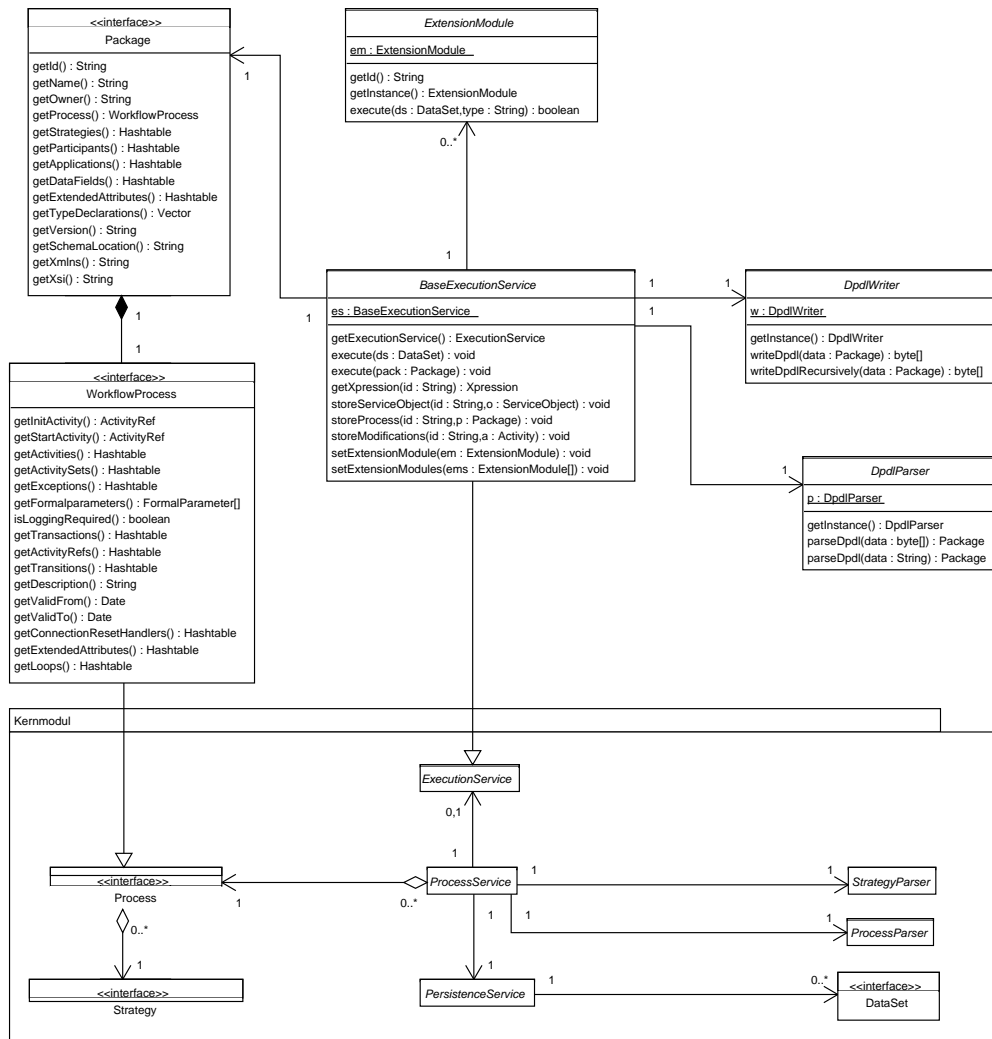 <<interface>>
Package
getId() : String
getName() : String
getOwner() : String
getProcess() : WorkflowProcess
getStrategies() : Hashtable
getParticipants() : Hashtable
getApplications() : Hashtable
getDataFields() : Hashtable
getExtendedAttributes() : Hashtable
getTypeDeclarations() : Vector
getVersion() : String
getSchemaLocation() : String
getXmlns() : String
getXsi() : String
1
1
1
ExtensionModule
em : ExtensionModule
getId() : String
getInstance() : ExtensionModule
execute(ds : DataSet,type : String) : boolean
0..*
1
1
BaseExecutionService
es : BaseExecutionService
getExecutionService() : ExecutionService
execute(ds : DataSet) : void
execute(pack : Package) : void
getXpression(id : String) : Xpression
storeServiceObject(id : String,o : ServiceObject) : void
storeProcess(id : String,p : Package) : void
storeModifications(id : String,a : Activity) : void
setExtensionModule(em : ExtensionModule) : void
setExtensionModules(ems : ExtensionModule[]) : void
1
1
1
DpdlWriter
w : DpdlWriter
getInstance() : DpdlWriter
writeDpdl(data : Package) : byte[]
writeDpdlRecursively(data : Package) : byte[]
1
DpdlParser
p : DpdlParser
getInstance() : DpdlParser
parseDpdl(data : byte[]) : Package
parseDpdl(data : String) : Package
<<interface>>
WorkflowProcess
getInitActivity() : ActivityRef
getStartActivity() : ActivityRef
getActivities() : Hashtable
getActivitySets() : Hashtable
getExceptions() : Hashtable
getFormalparameters() : FormalParameter[]
isLoggingRequired() : boolean
getTransactions() : Hashtable
getActivityRefs() : Hashtable
getTransitions() : Hashtable
getDescription() : String
getValidFrom() : Date
getValidTo() : Date
getConnectionResetHandlers() : Hashtable
getExtendedAttributes() : Hashtable
getLoops() : Hashtable
Kernmodul
ExecutionService
0,1
1
<<interface>>
Process
1
0..*
ProcessService
1
1
StrategyParser
1
1
1
ProcessParser
0..*
1
<<interface>>
Strategy
1
PersistenceService
1
0..*
<<interface>>
DataSet